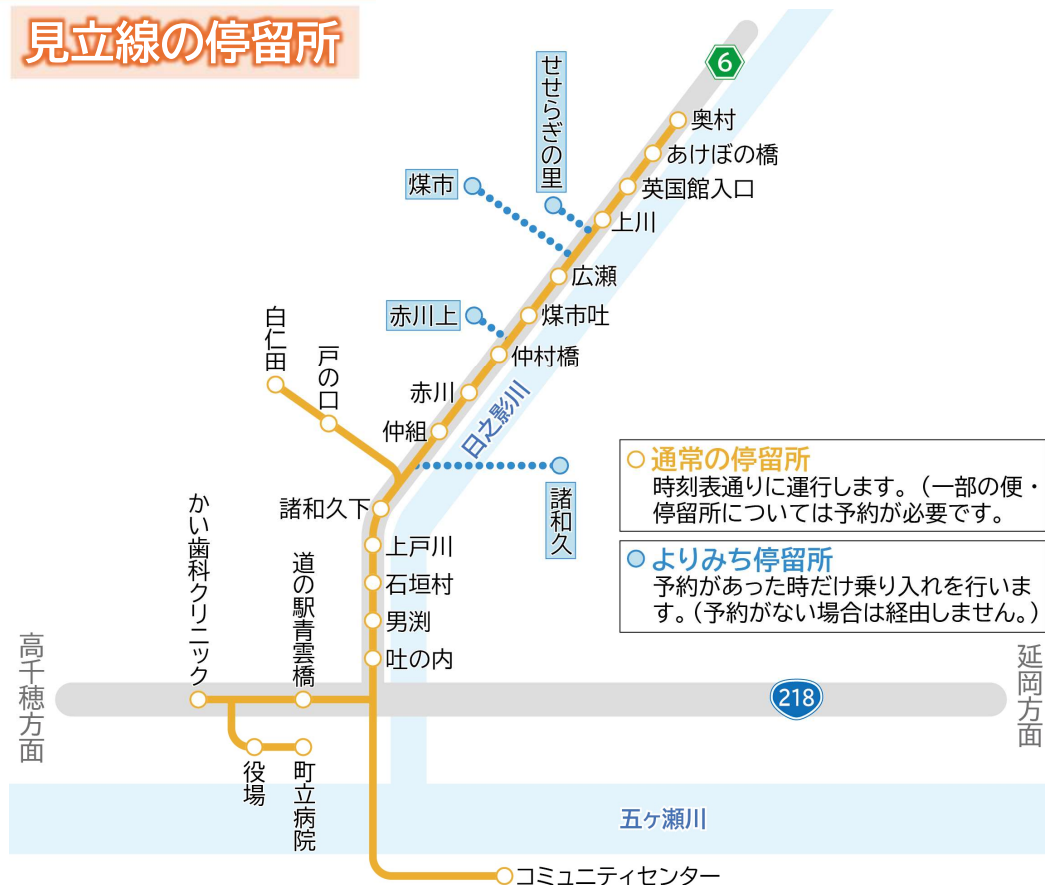 見立線の停留所
6
せせらぎの里
奥村
あけぼの橋
煤市
英国館入口
上川
広瀬
赤川上
煤市吐
白仁田
戸の口
仲村橋
赤川
日之影川
仲組
通常の停留所
時刻表通りに運行します。（一部の便・
停留所については予約が必要です。
諸和久
諸和久下
かい歯科クリニック
上戸川
道の駅青雲橋
よりみち停留所
予約があった時だけ乗り入れを行いま
す。（予約がない場合は経由しません。）
石垣村
男渕
吐の内
高千穂方面
218
延岡方面
役場
町立病院
五ヶ瀬川
コミュニティセンター